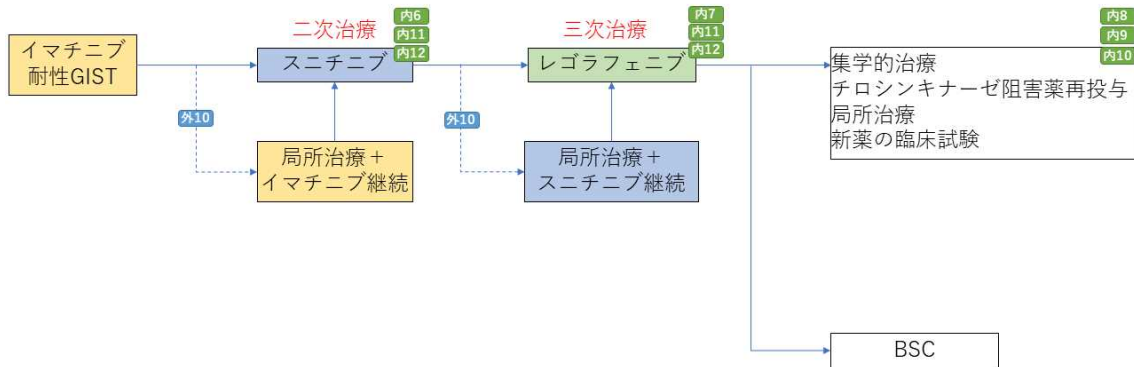 二次治療
内6
内11
内12
三次治療
内7
内11
内12
内8
内9
内10
イマチニブ
耐性GIST
スニチニブ
レゴラフェニブ
集学的治療
チロシンキナーゼ阻害薬再投与
局所治療
新薬の臨床試験
外10
外10
局所治療＋
イマチニブ継続
局所治療＋
スニチニブ継続
BSC